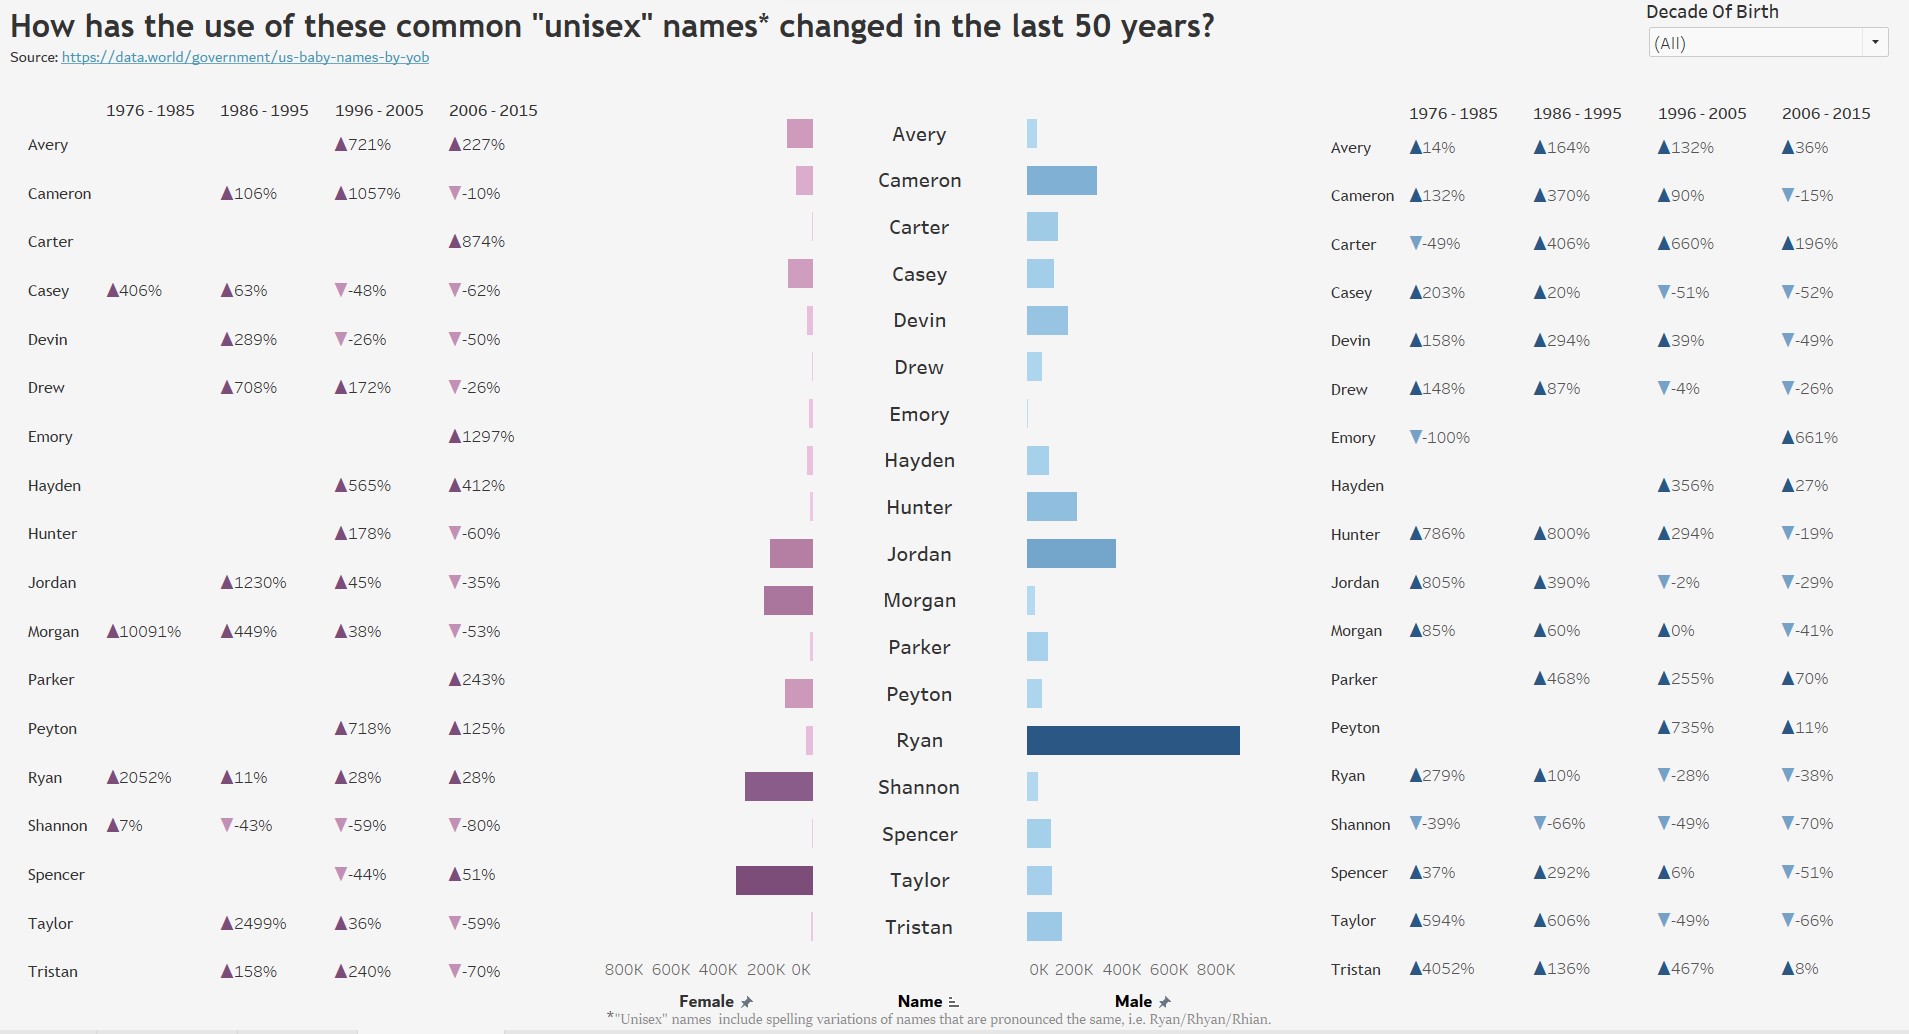 How has the use of these common "unisex" names* changed in the last 50 years?
Decade Of Birth
(All)
Source: https://data.world/government/us-baby-names-by-yob
1976 - 1985 1986 - 1995 1996 - 2005 2006 - 2015
Avery ▲721% ▲227%
Cameron ▲106% ▲1057% ▼-10%
Carter ▲874%
Casey ▲406% ▲63% ▼-48% ▼-62%
Devin ▲289% ▼-26% ▼-50%
Drew ▲708% ▲172% ▼-26%
Emory ▲1297%
Hayden ▲565% ▲412%
Hunter ▲178% ▼-60%
Jordan ▲1230% ▲45% ▼-35%
Morgan ▲10091% ▲449% ▲38% ▼-53%
Parker ▲243%
Peyton ▲718% ▲125%
Ryan ▲2052% ▲11% ▲28% ▲28%
Shannon ▲7% ▼-43% ▼-59% ▼-80%
Spencer ▼-44% ▲51%
Taylor ▲2499% ▲36% ▼-59%
Tristan ▲158% ▲240% ▼-70%
Avery
Cameron
Carter
Casey
Devin
Drew
Emory
Hayden
Hunter
Jordan
Morgan
Parker
Peyton
Ryan
Shannon
Spencer
Taylor
Tristan
800K 600K 400K 200K 0K 0K 200K 400K 600K 800K
Female Name Male
*"Unisex" names include spelling variations of names that are pronounced the same, i.e. Ryan/Rhyan/Rhian.
1976 - 1985 1986 - 1995 1996 - 2005 2006 - 2015
Avery ▲14% ▲164% ▲132% ▲36%
Cameron ▲132% ▲370% ▲90% ▼-15%
Carter ▼-49% ▲406% ▲660% ▲196%
Casey ▲203% ▲20% ▼-51% ▼-52%
Devin ▲158% ▲294% ▲39% ▼-49%
Drew ▲148% ▲87% ▼-4% ▼-26%
Emory ▼-100% ▲661%
Hayden ▲356% ▲27%
Hunter ▲786% ▲800% ▲294% ▼-19%
Jordan ▲805% ▲390% ▼-2% ▼-29%
Morgan ▲85% ▲60% ▲0% ▼-41%
Parker ▲468% ▲255% ▲70%
Peyton ▲735% ▲11%
Ryan ▲279% ▲10% ▼-28% ▼-38%
Shannon ▼-39% ▼-66% ▼-49% ▼-70%
Spencer ▲37% ▲292% ▲6% ▼-51%
Taylor ▲594% ▲606% ▼-49% ▼-66%
Tristan ▲4052% ▲136% ▲467% ▲8%